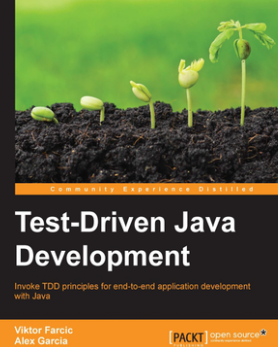 Community Experience Distilled
Test-Driven Java
Development
Invoke TDD principles for end-to-end application development
with Java
Viktor Farcic
Alex Garcia
[PACKT] open source*
PUBLISHING